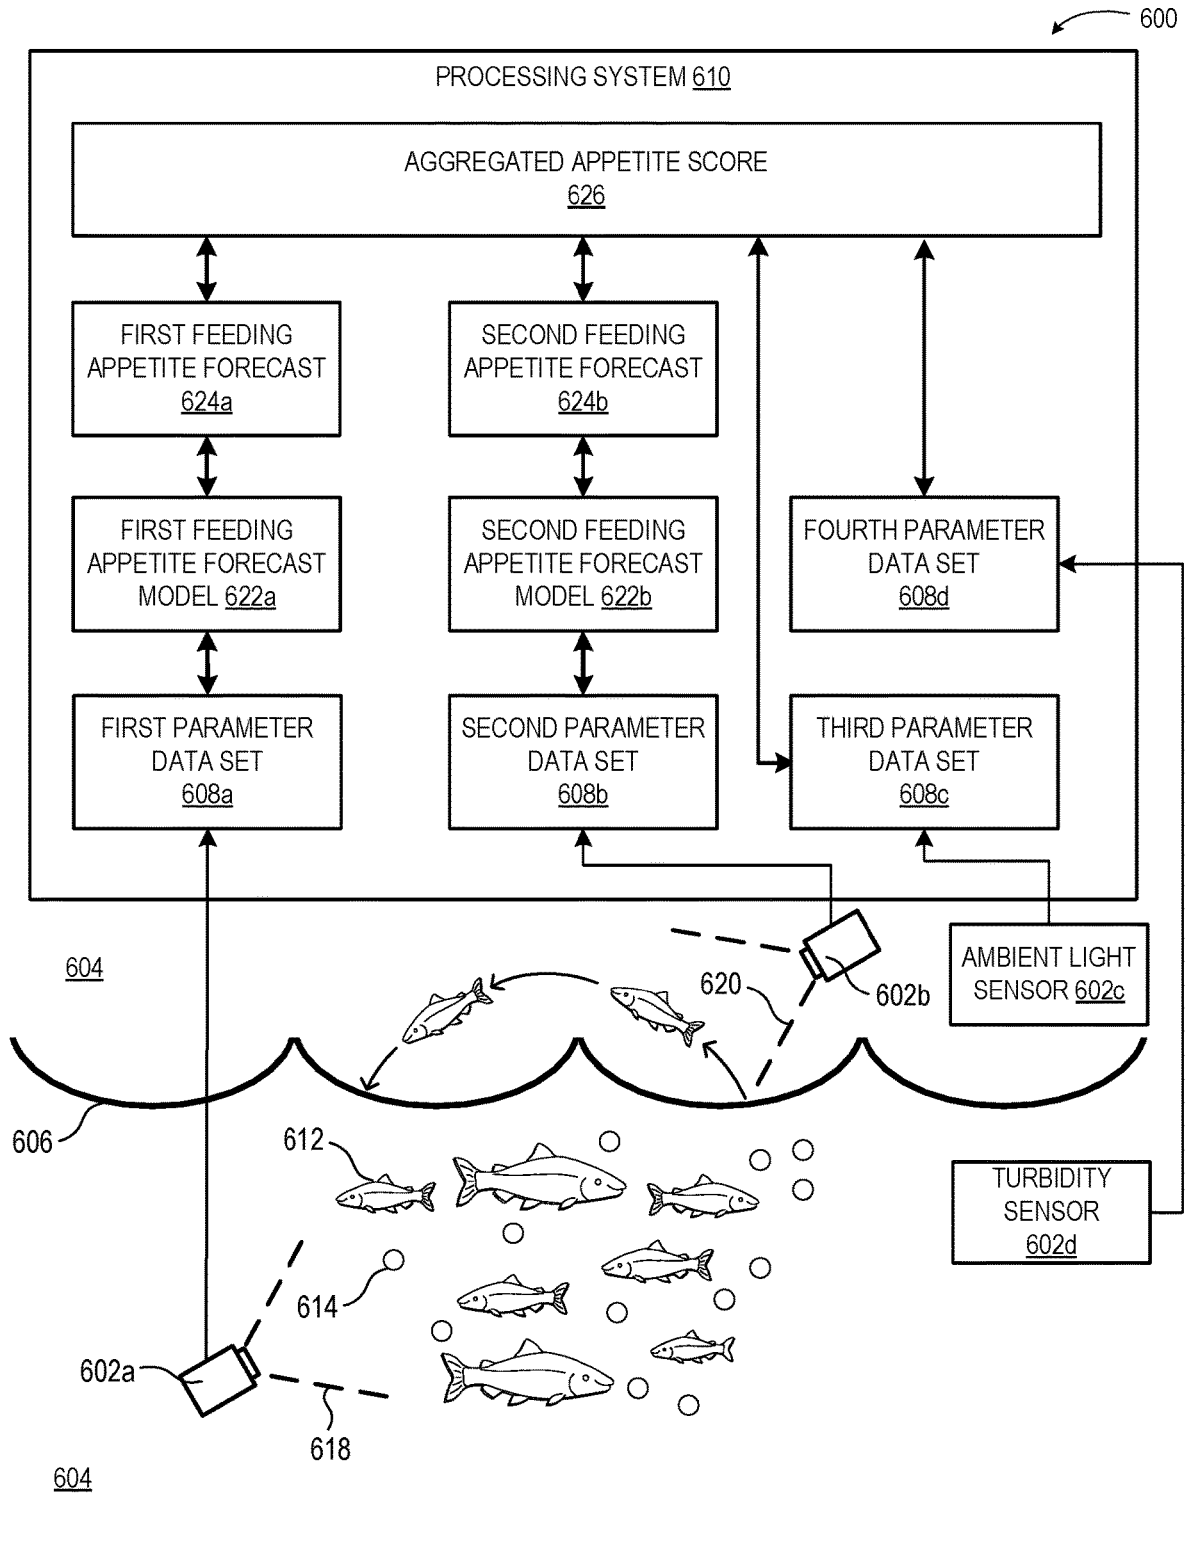 600
PROCESSING SYSTEM 610
AGGREGATED APPETITE SCORE
626
FIRST FEEDING
APPETITE FORECAST
624a
SECOND FEEDING
APPETITE FORECAST
624b
FIRST FEEDING
APPETITE FORECAST
MODEL 622a
SECOND FEEDING
APPETITE FORECAST
MODEL 622b
FOURTH PARAMETER
DATA SET
608d
FIRST PARAMETER
DATA SET
608a
SECOND PARAMETER
DATA SET
608b
THIRD PARAMETER
DATA SET
608c
604
620
602b
AMBIENT LIGHT
SENSOR 602c
606
612
TURBIDITY
SENSOR
602d
614
602a
618
604